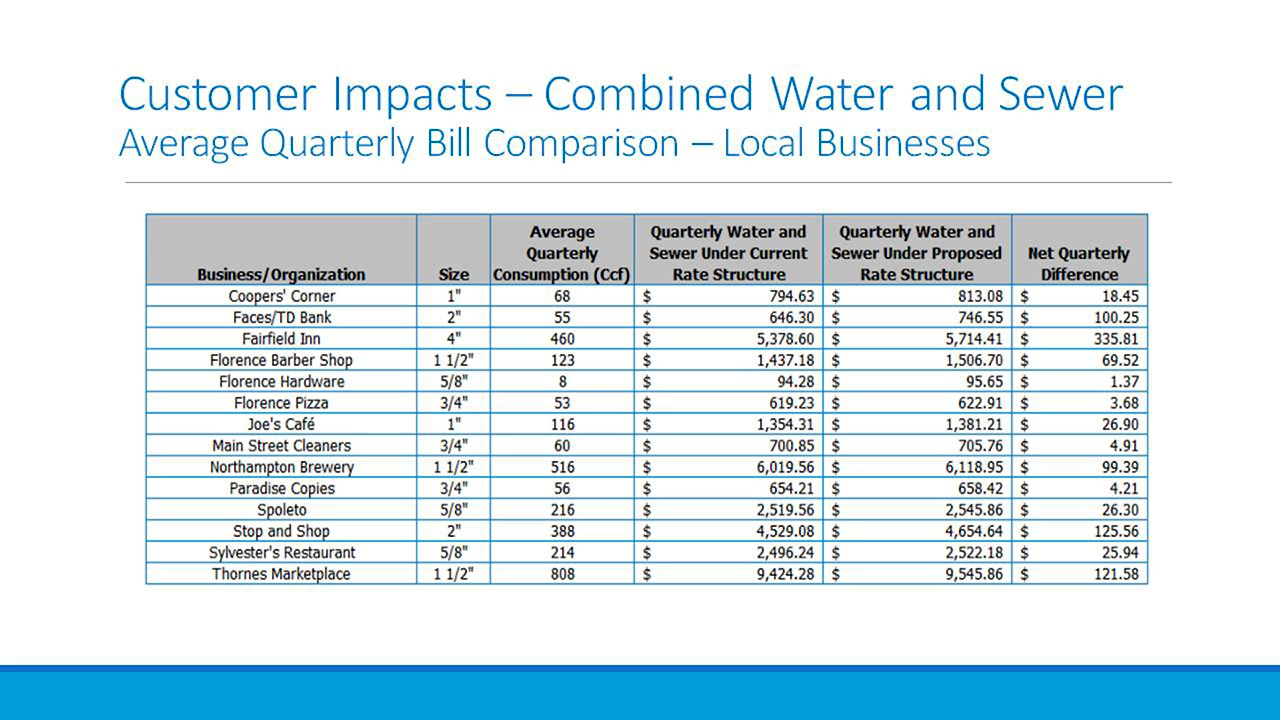 Customer Impacts – Combined Water and Sewer
Average Quarterly Bill Comparison – Local Businesses
Business/Organization Size Average Quarterly Consumption (Ccf) Quarterly Water and Sewer Under Current Rate Structure Quarterly Water and Sewer Under Proposed Rate Structure Net Quarterly Difference
Coopers' Corner 1" 68 $ 794.63 $ 813.08 $ 18.45
Faces/TD Bank 2" 55 $ 646.30 $ 746.55 $ 100.25
Fairfield Inn 4" 460 $ 5,378.60 $ 5,714.41 $ 335.81
Florence Barber Shop 1 1/2" 123 $ 1,437.18 $ 1,506.70 $ 69.52
Florence Hardware 5/8" 8 $ 94.28 $ 95.65 $ 1.37
Florence Pizza 3/4" 53 $ 619.23 $ 622.91 $ 3.68
Joe's Café 1" 116 $ 1,354.31 $ 1,381.21 $ 26.90
Main Street Cleaners 3/4" 60 $ 700.85 $ 705.76 $ 4.91
Northampton Brewery 1 1/2" 516 $ 6,019.56 $ 6,118.95 $ 99.39
Paradise Copies 3/4" 56 $ 654.21 $ 658.42 $ 4.21
Spoleto 5/8" 216 $ 2,519.56 $ 2,545.86 $ 26.30
Stop and Shop 2" 388 $ 4,529.08 $ 4,654.64 $ 125.56
Sylvester's Restaurant 5/8" 214 $ 2,496.24 $ 2,522.18 $ 25.94
Thornes Marketplace 1 1/2" 808 $ 9,424.28 $ 9,545.86 $ 121.58